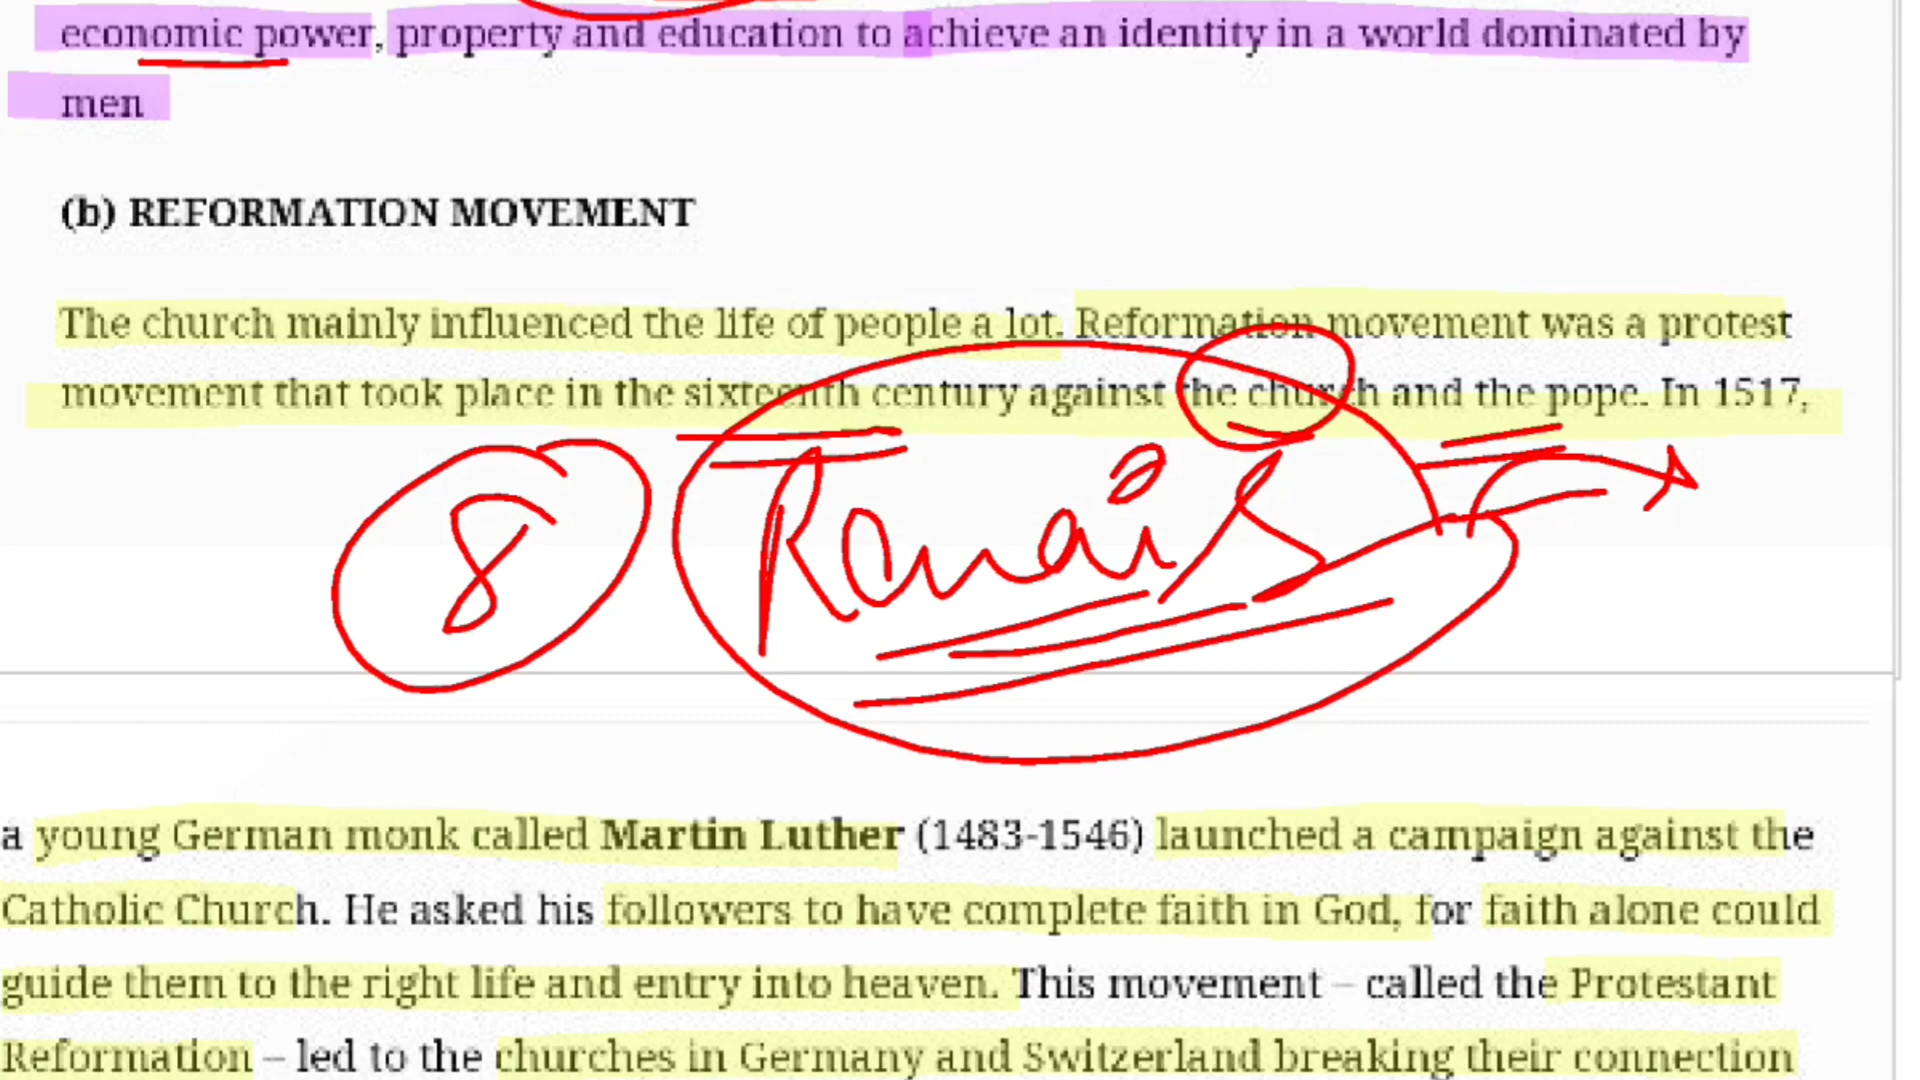 economic power, property and education to achieve an identity in a world dominated by
men
(b) REFORMATION MOVEMENT
The church mainly influenced the life of people a lot. Reformation movement was a protest
movement that took place in the sixteenth century against the church and the pope. In 1517,
8
a young German monk called Martin Luther (1483-1546) launched a campaign against the
Catholic Church. He asked his followers to have complete faith in God, for faith alone could
guide them to the right life and entry into heaven. This movement – called the Protestant
Reformation – led to the churches in Germany and Switzerland breaking their connection